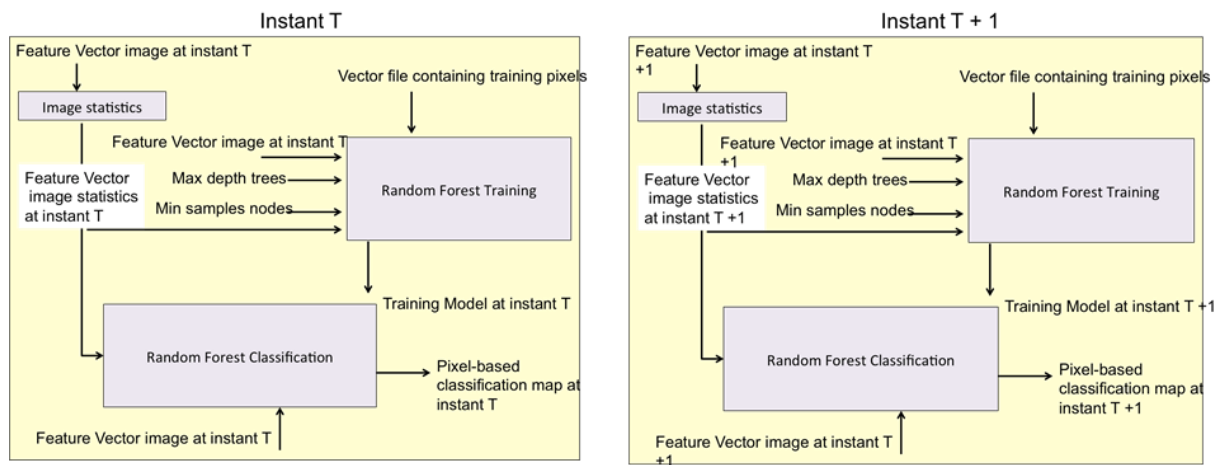 Instant T
Feature Vector image at instant T
Vector file containing training pixels
Image statistics
Feature Vector image at instant T
Feature Vector
image statistics
at instant T
Max depth trees
Min samples nodes
Random Forest Training
Training Model at instant T
Random Forest Classification
Pixel-based
classification map at
instant T
Feature Vector image at instant T
Instant T + 1
Feature Vector image at instant T
+1
Vector file containing training pixels
Image statistics
Feature Vector image at instant T
+1
Feature Vector
image statistics
at instant T +1
Max depth trees
Min samples nodes
Random Forest Training
Training Model at instant T +1
Random Forest Classification
Pixel-based
classification map at
instant T +1
Feature Vector image at instant T
+1